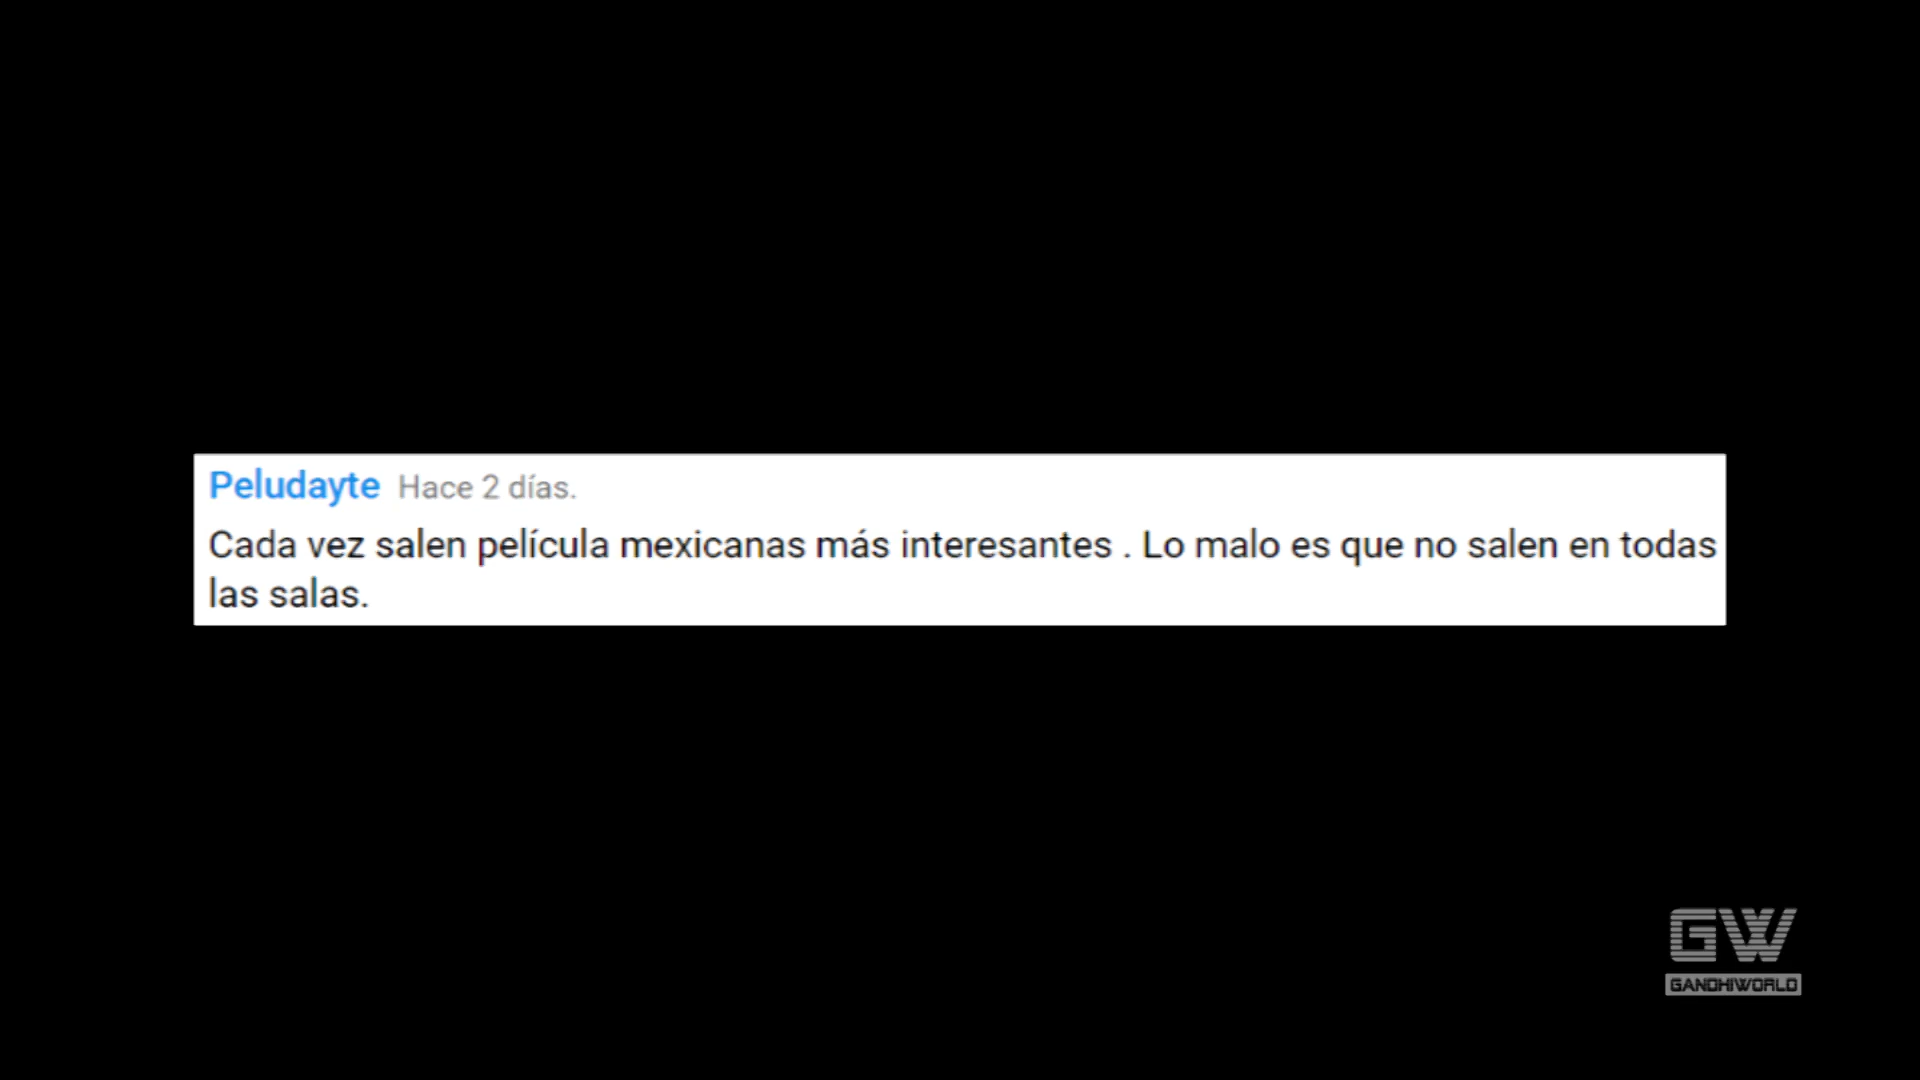 Peludayte Hace 2 días.
Cada vez salen película mexicanas más interesantes . Lo malo es que no salen en todas
las salas.
GW
GANDHIWORLD